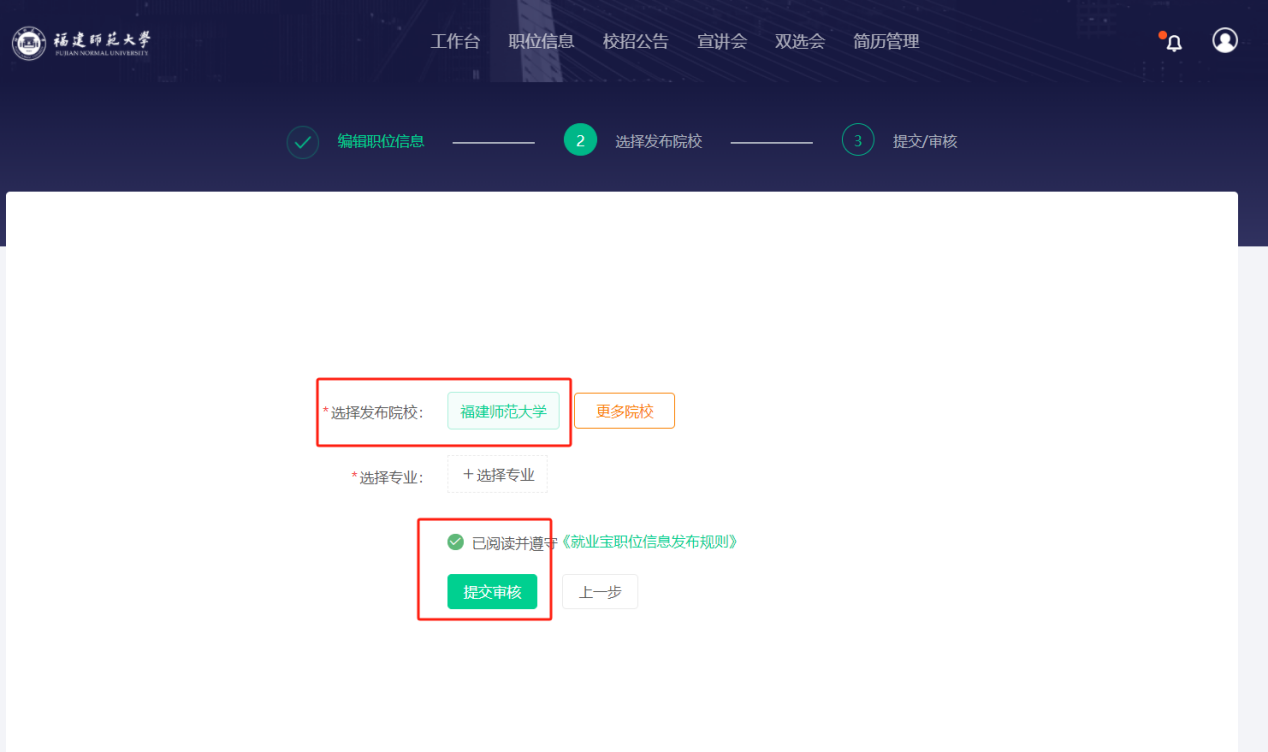 福建师范大学
FUJIAN NORMAL UNIVERSITY
工作台 职位信息 校招公告 宣讲会 双选会 简历管理
编辑职位信息 2 选择发布院校 3 提交/审核
*选择发布院校： 福建师范大学 更多院校
*选择专业： +选择专业
已阅读并遵守《就业宝职位信息发布规则》
提交审核 上一步